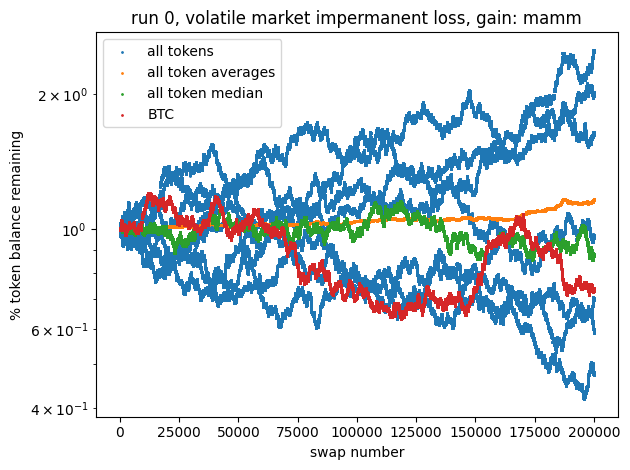 run 0, volatile market impermanent loss, gain: mamm
all tokens
all token averages
all token median
BTC
% token balance remaining
2 × 10⁰
10⁰
6 × 10⁻¹
4 × 10⁻¹
0 25000 50000 75000 100000 125000 150000 175000 200000
swap number